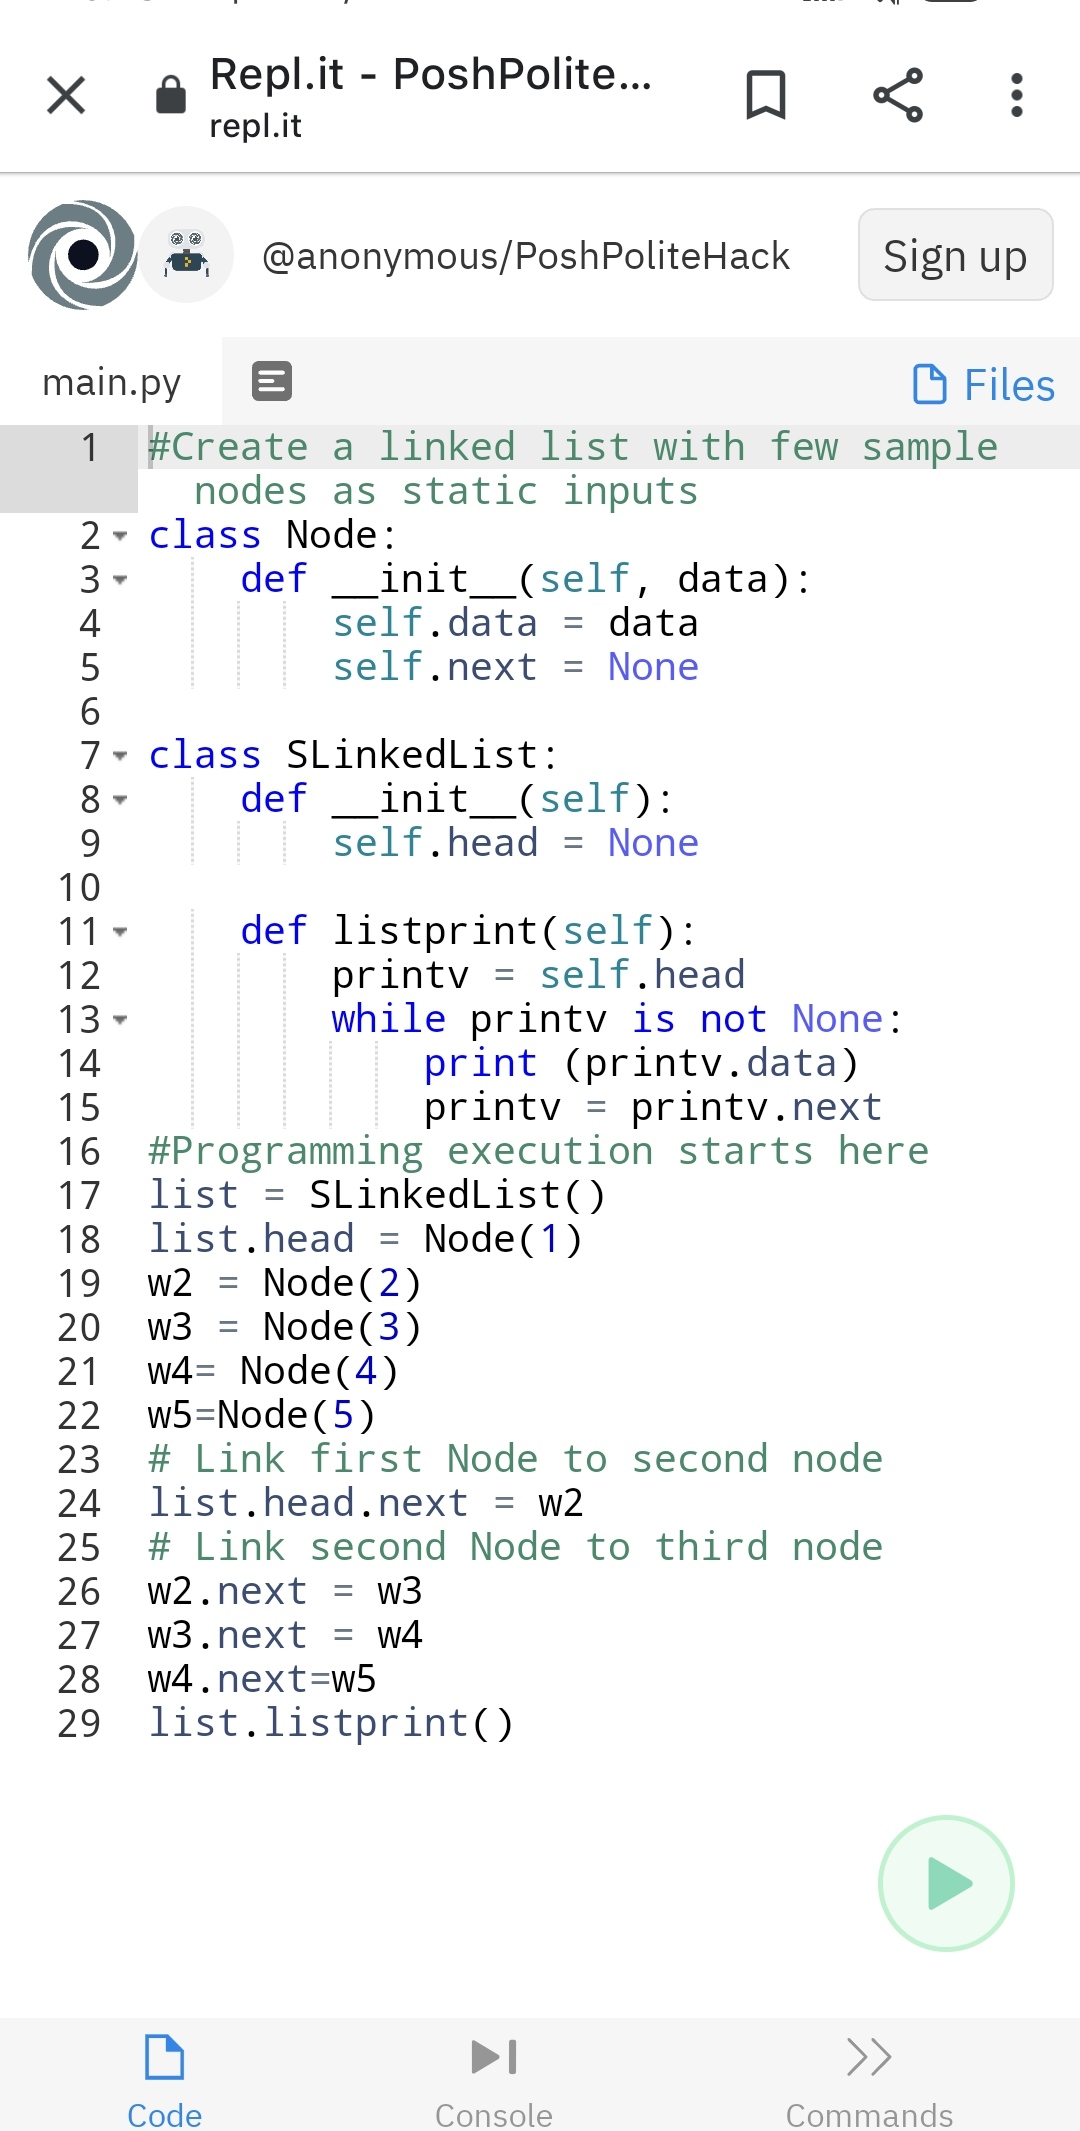 Repl.it - PoshPolite...
repl.it
@anonymous/PoshPoliteHack
Sign up
main.py
Files
1 #Create a linked list with few sample
nodes as static inputs
2 class Node:
3     def __init__(self, data):
4         self.data = data
5         self.next = None
6
7 class SLinkedList:
8     def __init__(self):
9         self.head = None
10
11     def listprint(self):
12         printv = self.head
13         while printv is not None:
14             print (printv.data)
15             printv = printv.next
16 #Programming execution starts here
17 list = SLinkedList()
18 list.head = Node(1)
19 w2 = Node(2)
20 w3 = Node(3)
21 w4= Node(4)
22 w5=Node(5)
23 # Link first Node to second node
24 list.head.next = w2
25 # Link second Node to third node
26 w2.next = w3
27 w3.next = w4
28 w4.next=w5
29 list.listprint()
Code
Console
Commands